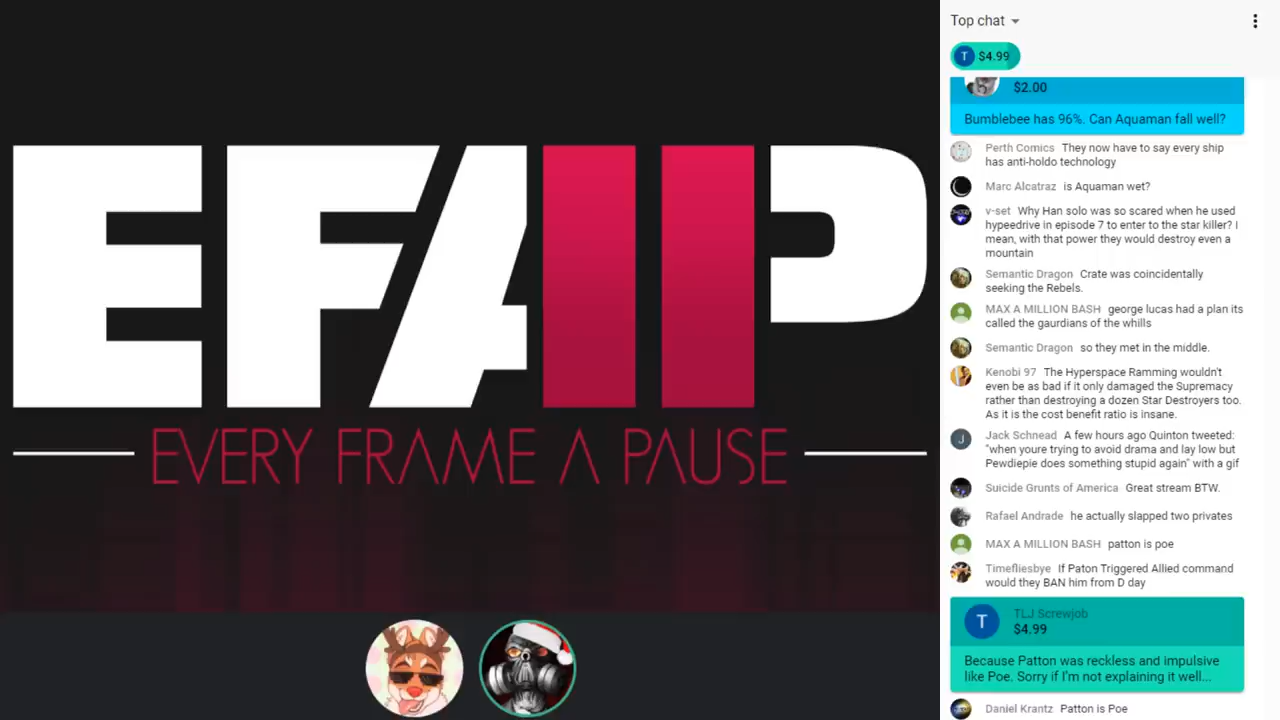 EFAP
EVERY FRAME A PAUSE
Top chat
T $4.99
$2.00
Bumblebee has 96%. Can Aquaman fall well?
Perth Comics They now have to say every ship
has anti-holdo technology
Marc Alcatraz is Aquaman wet?
v-set Why Han solo was so scared when he used
hypeedrive in episode 7 to enter to the star killer? I
mean, with that power they would destroy even a
mountain
Semantic Dragon Crate was coincidentally
seeking the Rebels.
MAX A MILLION BASH george lucas had a plan its
called the gaurdians of the whills
Semantic Dragon so they met in the middle.
Kenobi 97 The Hyperspace Ramming wouldn't
even be as bad if it only damaged the Supremacy
rather than destroying a dozen Star Destroyers too.
As it is the cost benefit ratio is insane.
J
Jack Schnead A few hours ago Quinton tweeted:
"when youre trying to avoid drama and lay low but
Pewdiepie does something stupid again" with a gif
Suicide Grunts of America Great stream BTW.
Rafael Andrade he actually slapped two privates
MAX A MILLION BASH patton is poe
Timefliesbye If Paton Triggered Allied command
would they BAN him from D day
T
TLJ Screwjob
$4.99
Because Patton was reckless and impulsive
like Poe. Sorry if I'm not explaining it well...
Daniel Krantz Patton is Poe